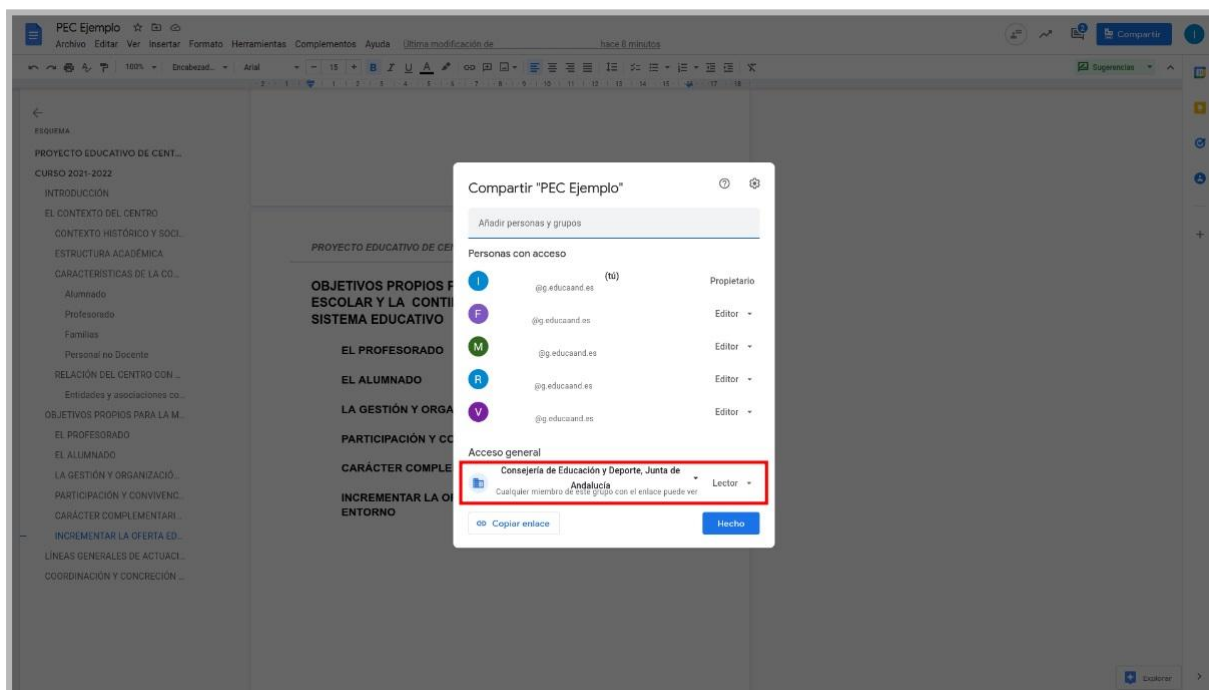 PEC Ejemplo
Archivo Editar Ver Insertar Formato Herramientas Complementos Ayuda Última modificación de hace 8 minutos
Compartir
100% Encabezad... Arial 15 B I U A Sugerencias
ESQUEMA
PROYECTO EDUCATIVO DE CENT...
CURSO 2021-2022
INTRODUCCIÓN
EL CONTEXTO DEL CENTRO
CONTEXTO HISTÓRICO Y SOCI...
ESTRUCTURA ACADÉMICA
CARACTERÍSTICAS DE LA CO...
Alumnado
Profesorado
Familias
Personal no Docente
RELACIÓN DEL CENTRO CON ...
Entidades y asociaciones co...
OBJETIVOS PROPIOS PARA LA M...
EL PROFESORADO
EL ALUMNADO
LA GESTIÓN Y ORGANIZACIÓ...
PARTICIPACIÓN Y CONVIVENC...
CARÁCTER COMPLEMENTARI...
INCREMENTAR LA OFERTA ED...
LÍNEAS GENERALES DE ACTUACI...
COORDINACIÓN Y CONCRECIÓN ...
PROYECTO EDUCATIVO DE CE
OBJETIVOS PROPIOS P
ESCOLAR Y LA CONTI
SISTEMA EDUCATIVO
EL PROFESORADO
EL ALUMNADO
LA GESTIÓN Y ORGA
PARTICIPACIÓN Y CO
CARÁCTER COMPLE
INCREMENTAR LA OF
ENTORNO
Compartir "PEC Ejemplo"
Añadir personas y grupos
Personas con acceso
I (tú) Propietario
@g.educaand.es
F Editor
@g.educaand.es
M Editor
@g.educaand.es
R Editor
@g.educaand.es
V Editor
@g.educaand.es
Acceso general
Consejería de Educación y Deporte, Junta de
Andalucía Lector
Cualquier miembro de este grupo con el enlace puede ver
Copiar enlace
Hecho
Explorar